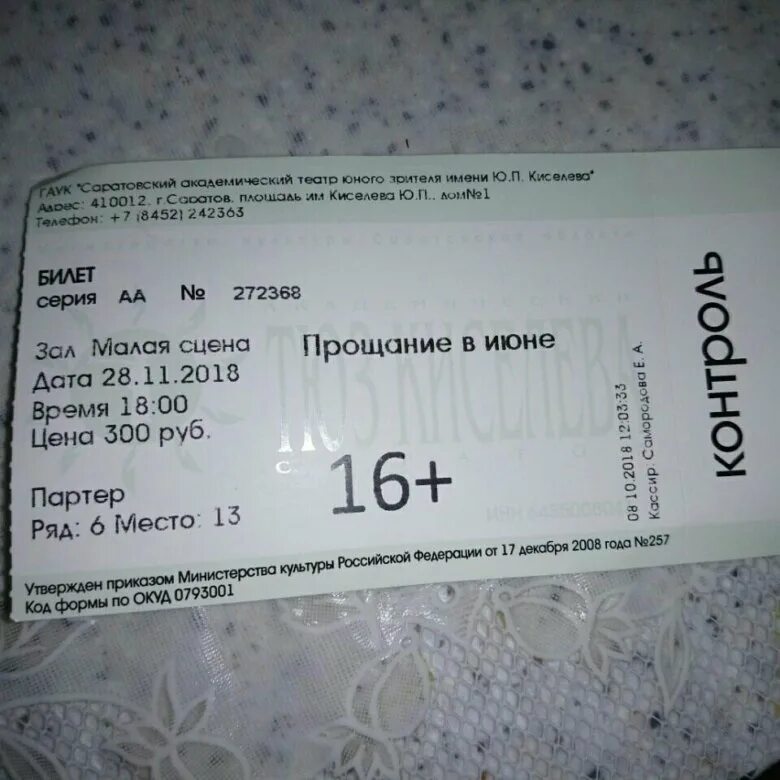 ГАУК "Саратовский академический театр юного зрителя имени Ю.П. Киселева"
Адрес: 410012, г.Саратов, площадь им Киселева Ю.П., дом№1
Телефон: +7 (8452) 242363
БИЛЕТ
серия АА № 272368
АКАДЕМИЧЕСКИЙ
ТЮЗ КИСЕЛЕВА
Зал Малая сцена
Прощание в июне
Дата 28.11.2018
Время 18:00
Цена 300 руб.
16+
Партер
Ряд: 6 Место: 13
Утвержден приказом Министерства культуры Российской Федерации от 17 декабря 2008 года №257
Код формы по ОКУД 0793001
08 10.2018 12:03:33
Кассир: Самородова Е. А.
КОНТРОЛЬ